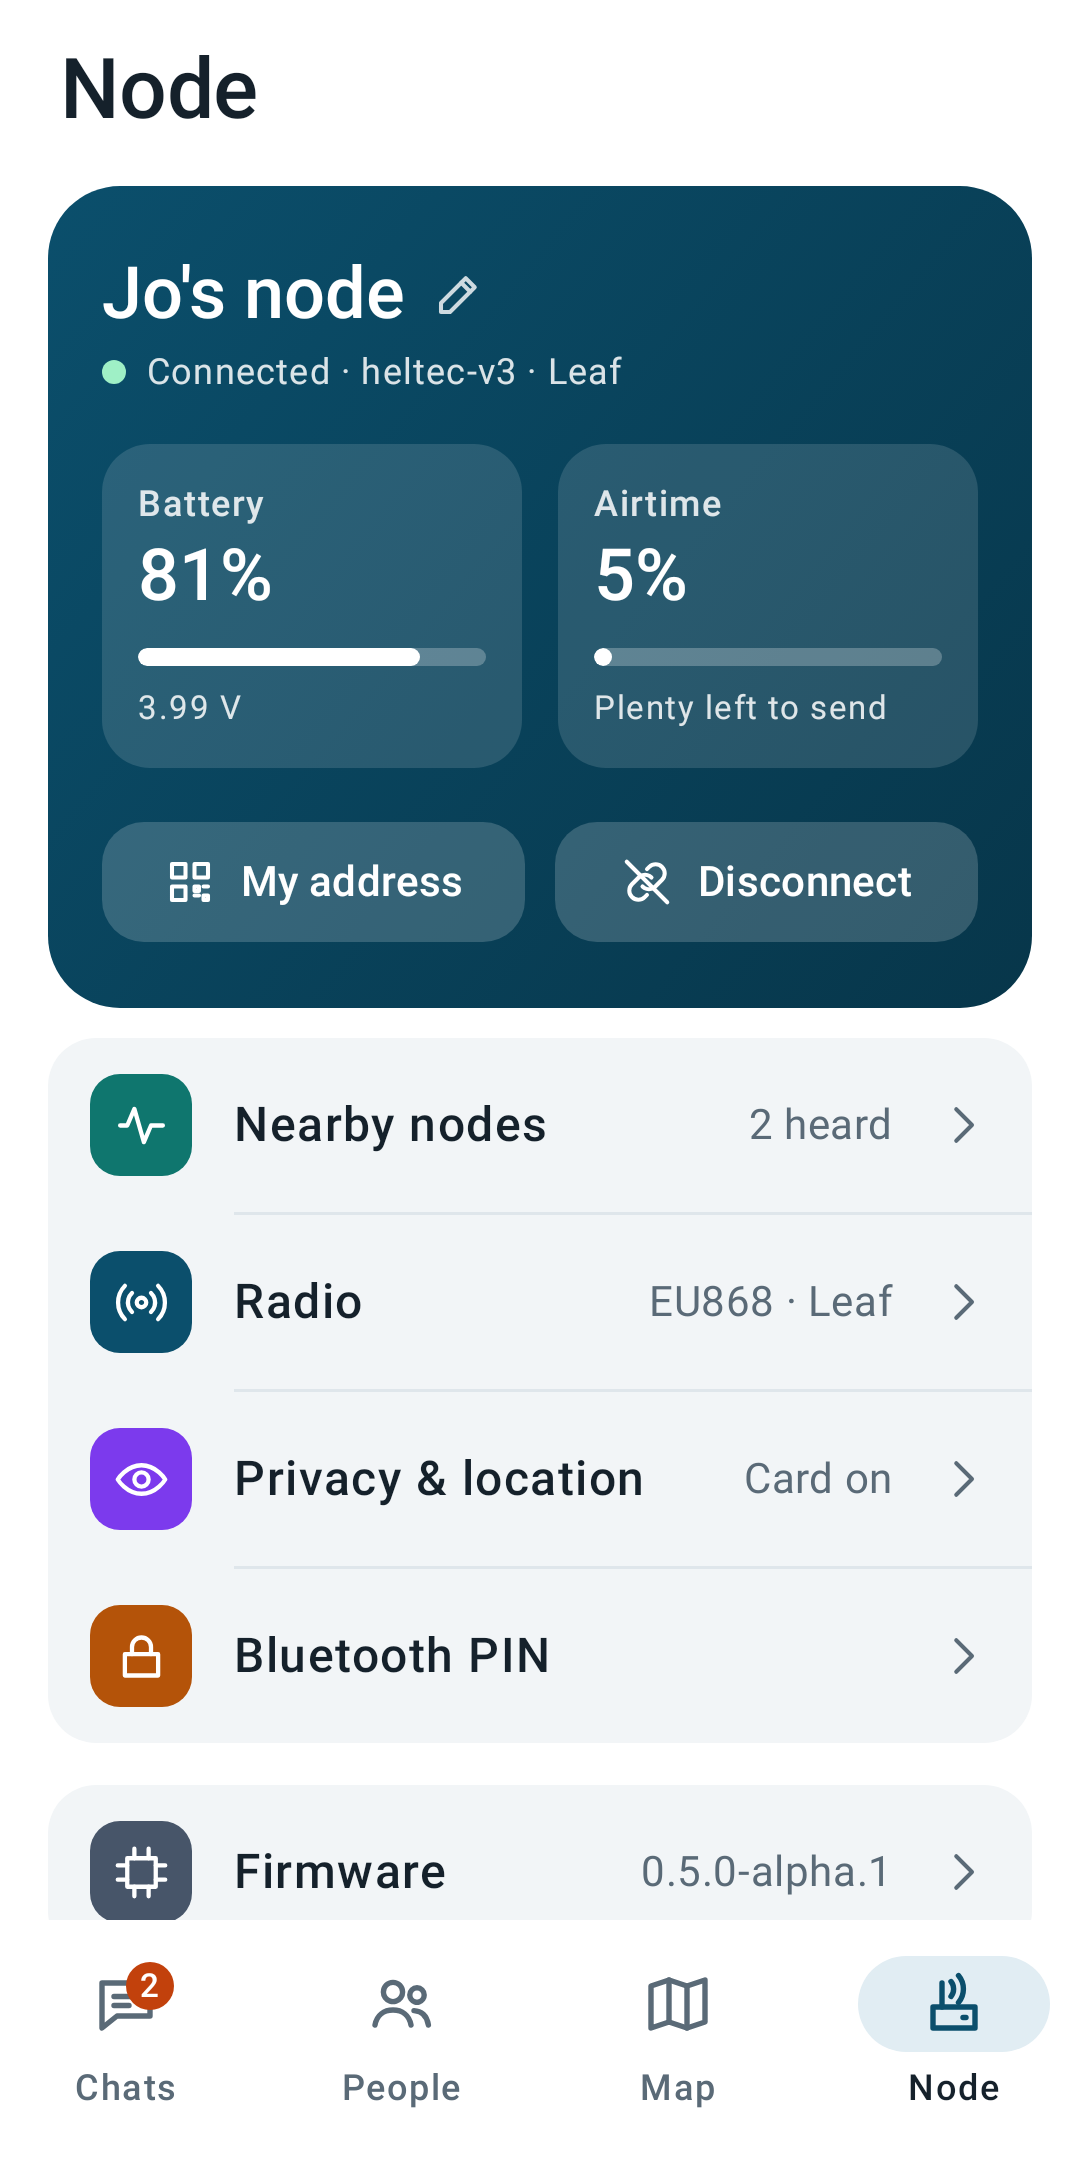 Node
Jo's node
Connected · heltec-v3 · Leaf
Battery
81%
3.99 V
Airtime
5%
Plenty left to send
My address
Disconnect
Nearby nodes
2 heard
Radio
EU868 · Leaf
Privacy & location
Card on
Bluetooth PIN
Firmware
0.5.0-alpha.1
2
Chats
People
Map
Node